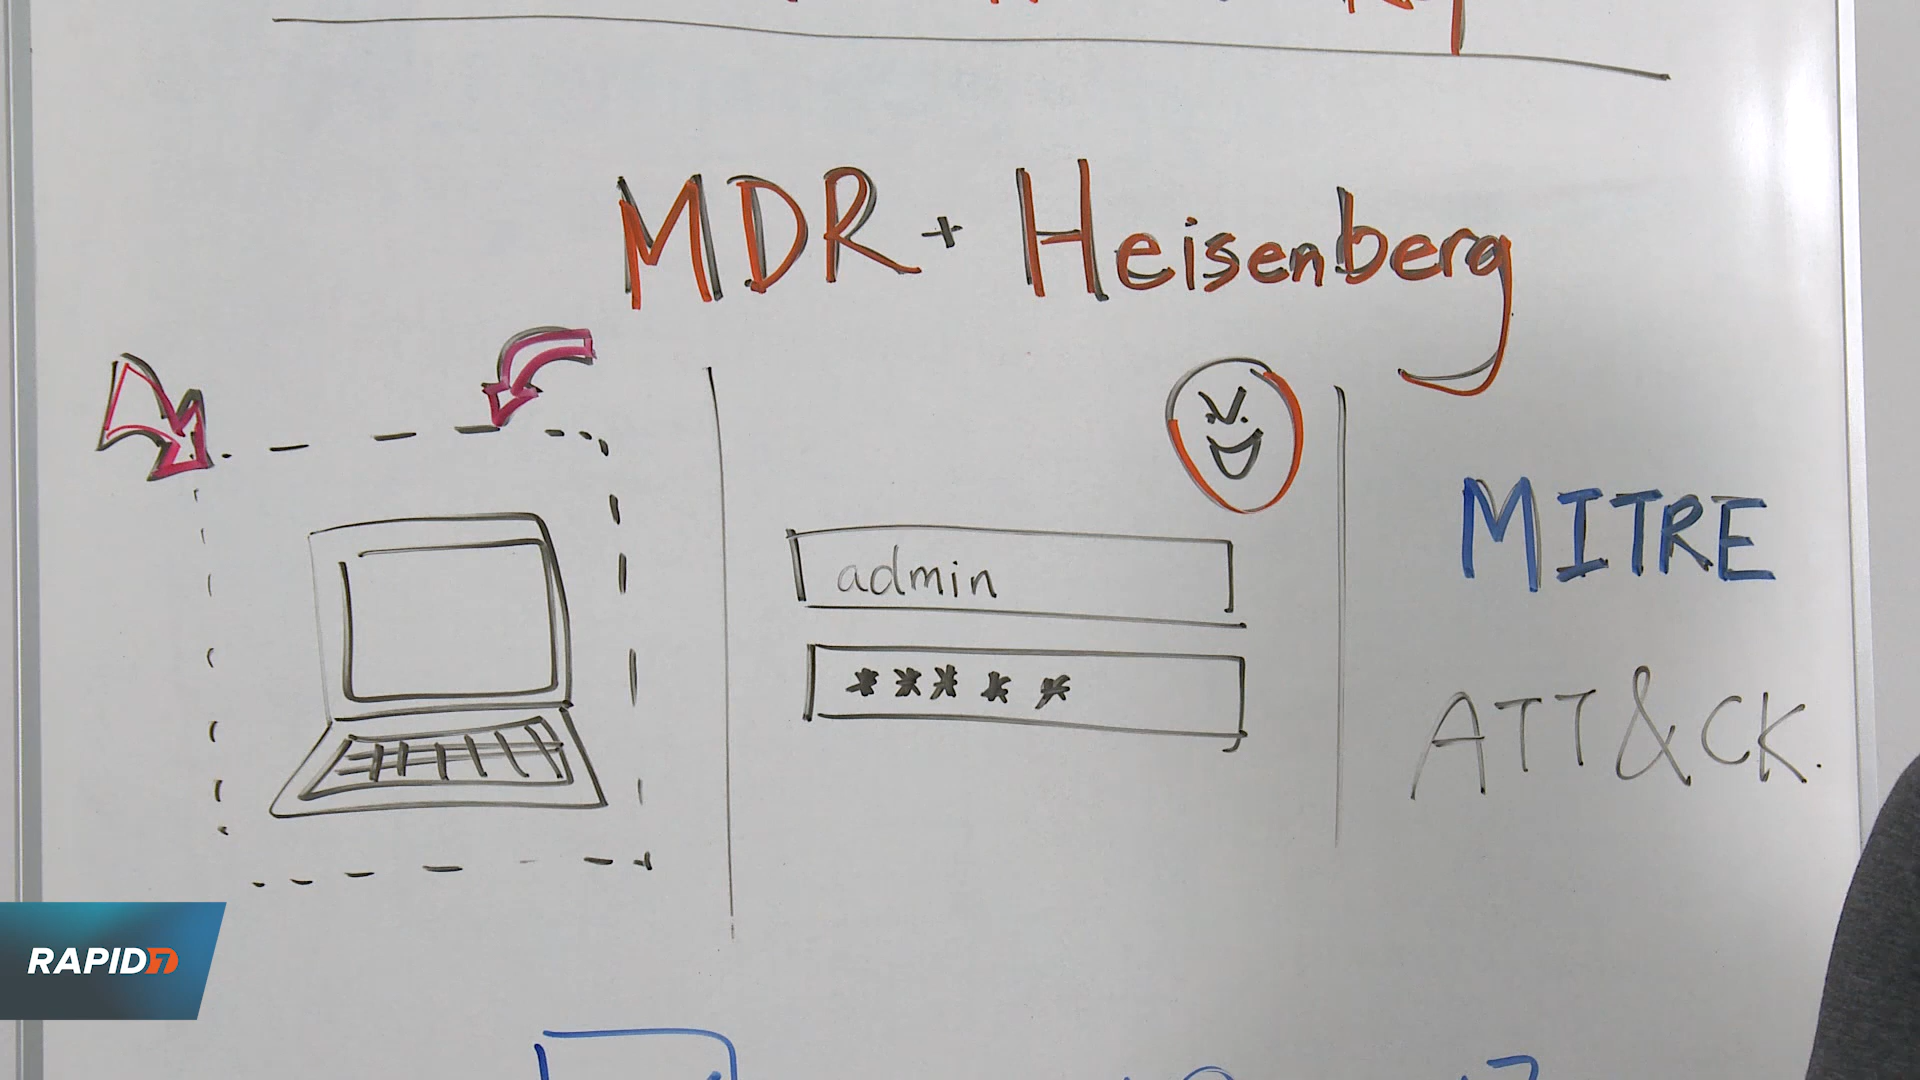 MDR + Heisenberg
admin
*****
MITRE
ATT&CK.
RAPID7